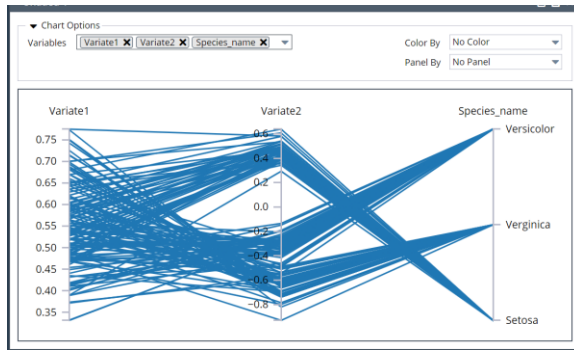 Chart Options
Variables Variate1 Variate2 Species_name
Color By No Color
Panel By No Panel
Variate1 Variate2 Species_name
0.75
0.70
0.65
0.60
0.55
0.50
0.45
0.40
0.35
0.6
0.4
0.2
0.0
−0.2
−0.4
−0.6
−0.8
Versicolor
Verginica
Setosa